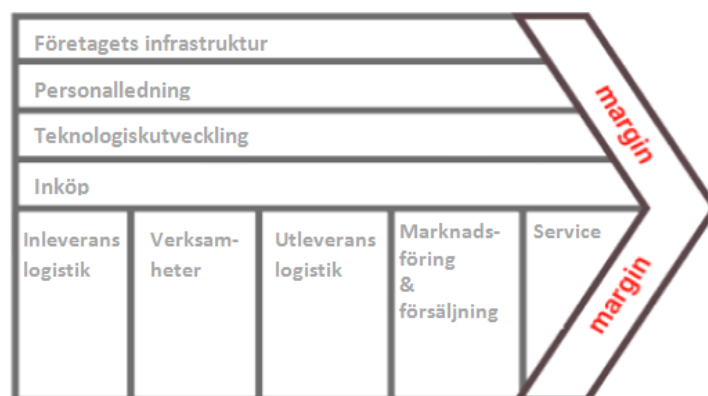 Företagets infrastruktur
Personalledning
Teknologiskutveckling
Inköp
Inleverans
logistik
Verksam-
heter
Utleverans
logistik
Marknads-
föring
&
försäljning
Service
margin
margin